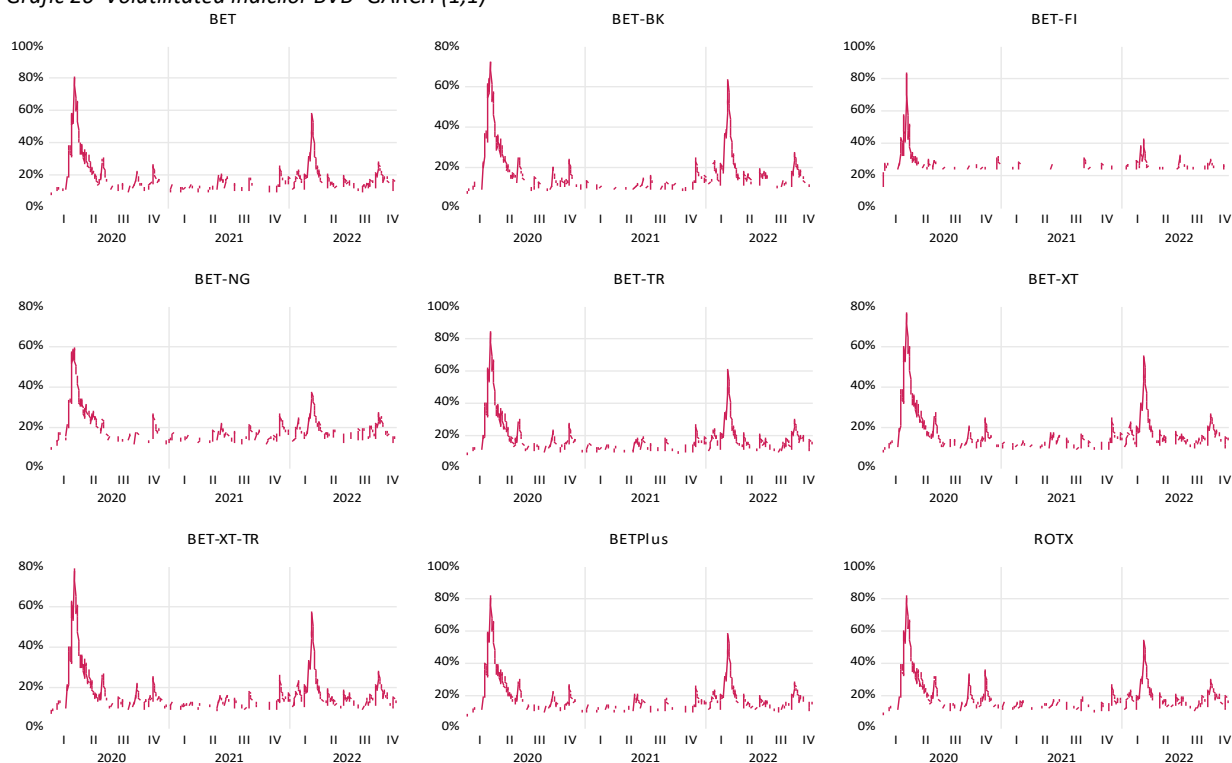 Grafic 20 Volatilitatea indicilor BVB- GARCH (1,1)
BET BET-BK BET-FI
100% 80% 100%
80% 60% 80%
60% 40% 60%
40% 20% 40%
20% 0% 20%
0% 0%
I II III IV I II III IV I II III IV
2020 2021 2022
I II III IV I II III IV I II III IV
2020 2021 2022
I II III IV I II III IV I II III IV
2020 2021 2022
BET-NG BET-TR BET-XT
80% 100% 80%
60% 80% 60%
40% 60% 40%
20% 40% 20%
0% 20% 0%
0%
I II III IV I II III IV I II III IV
2020 2021 2022
I II III IV I II III IV I II III IV
2020 2021 2022
I II III IV I II III IV I II III IV
2020 2021 2022
BET-XT-TR BETPlus ROTX
80% 100% 100%
60% 80% 80%
40% 60% 60%
20% 40% 40%
0% 20% 20%
0% 0%
I II III IV I II III IV I II III IV
2020 2021 2022
I II III IV I II III IV I II III IV
2020 2021 2022
I II III IV I II III IV I II III IV
2020 2021 2022